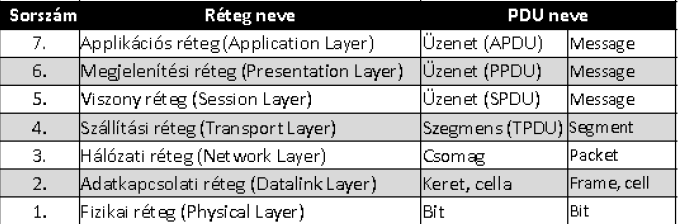 Sorszám Réteg neve PDU neve
7. Applikációs réteg (Application Layer) Üzenet (APDU) Message
6. Megjelenítési réteg (Presentation Layer) Üzenet (PPDU) Message
5. Viszony réteg (Session Layer) Üzenet (SPDU) Message
4. Szállítási réteg (Transport Layer) Szegmens (TPDU) Segment
3. Hálózati réteg (Network Layer) Csomag Packet
2. Adatkapcsolati réteg (Datalink Layer) Keret, cella Frame, cell
1. Fizikai réteg (Physical Layer) Bit Bit